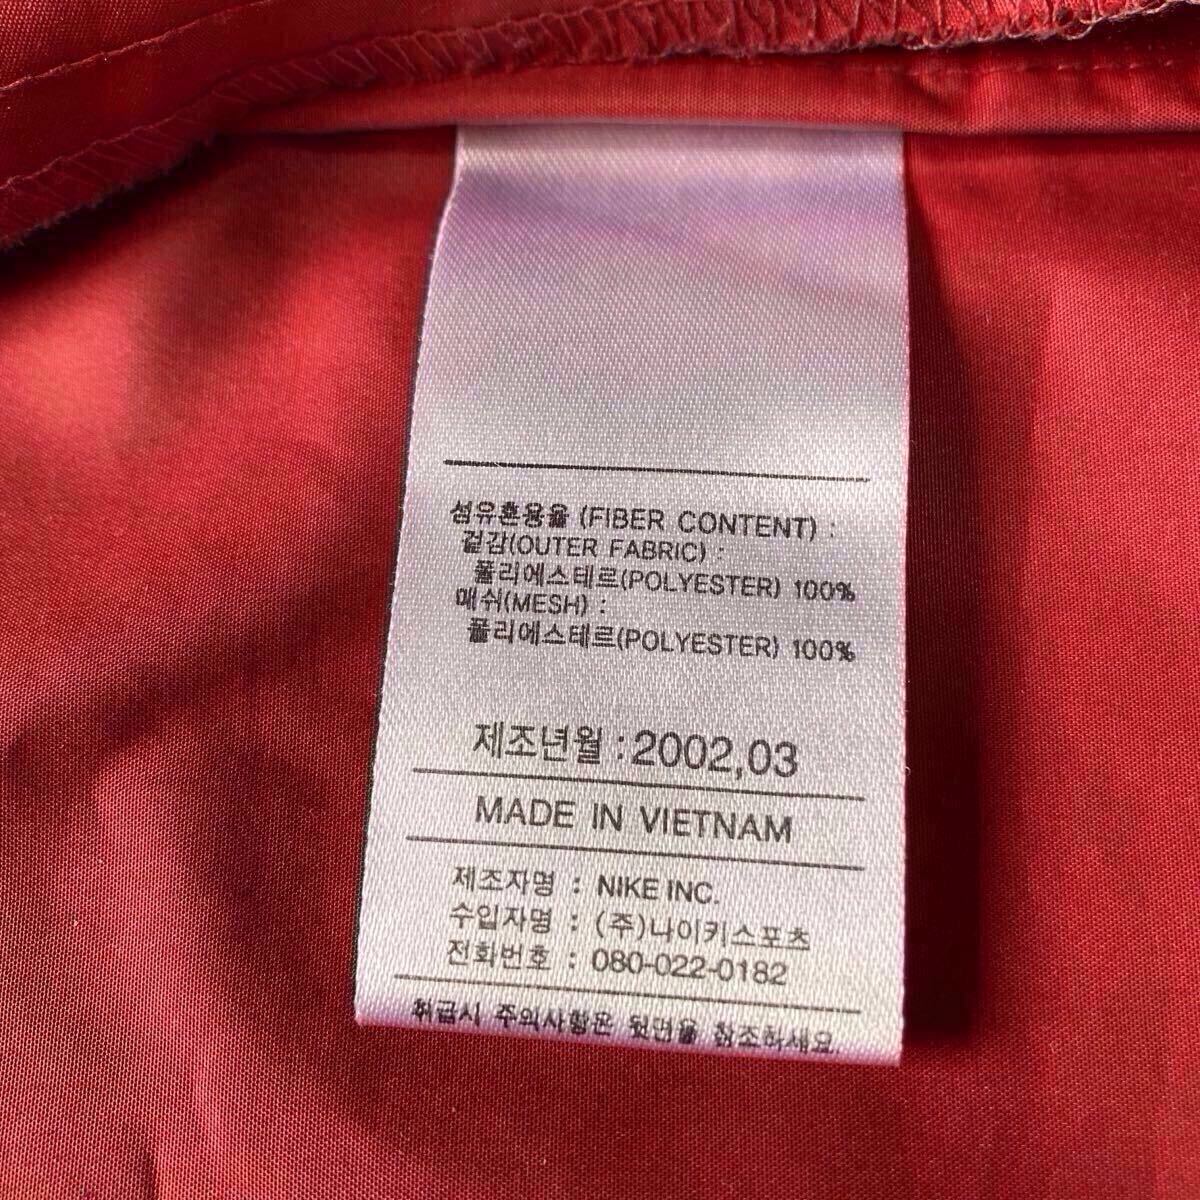 섬유혼용율 (FIBER CONTENT) :
겉감(OUTER FABRIC) :
폴리에스테르(POLYESTER) 100%
매쉬(MESH) :
폴리에스테르(POLYESTER) 100%
제조년월 : 2002,03
MADE IN VIETNAM
제조자명 : NIKE INC.
수입자명 : (주)나이키스포츠
전화번호 : 080-022-0182
취급시 주의사항은 뒷면을 참조하세요.